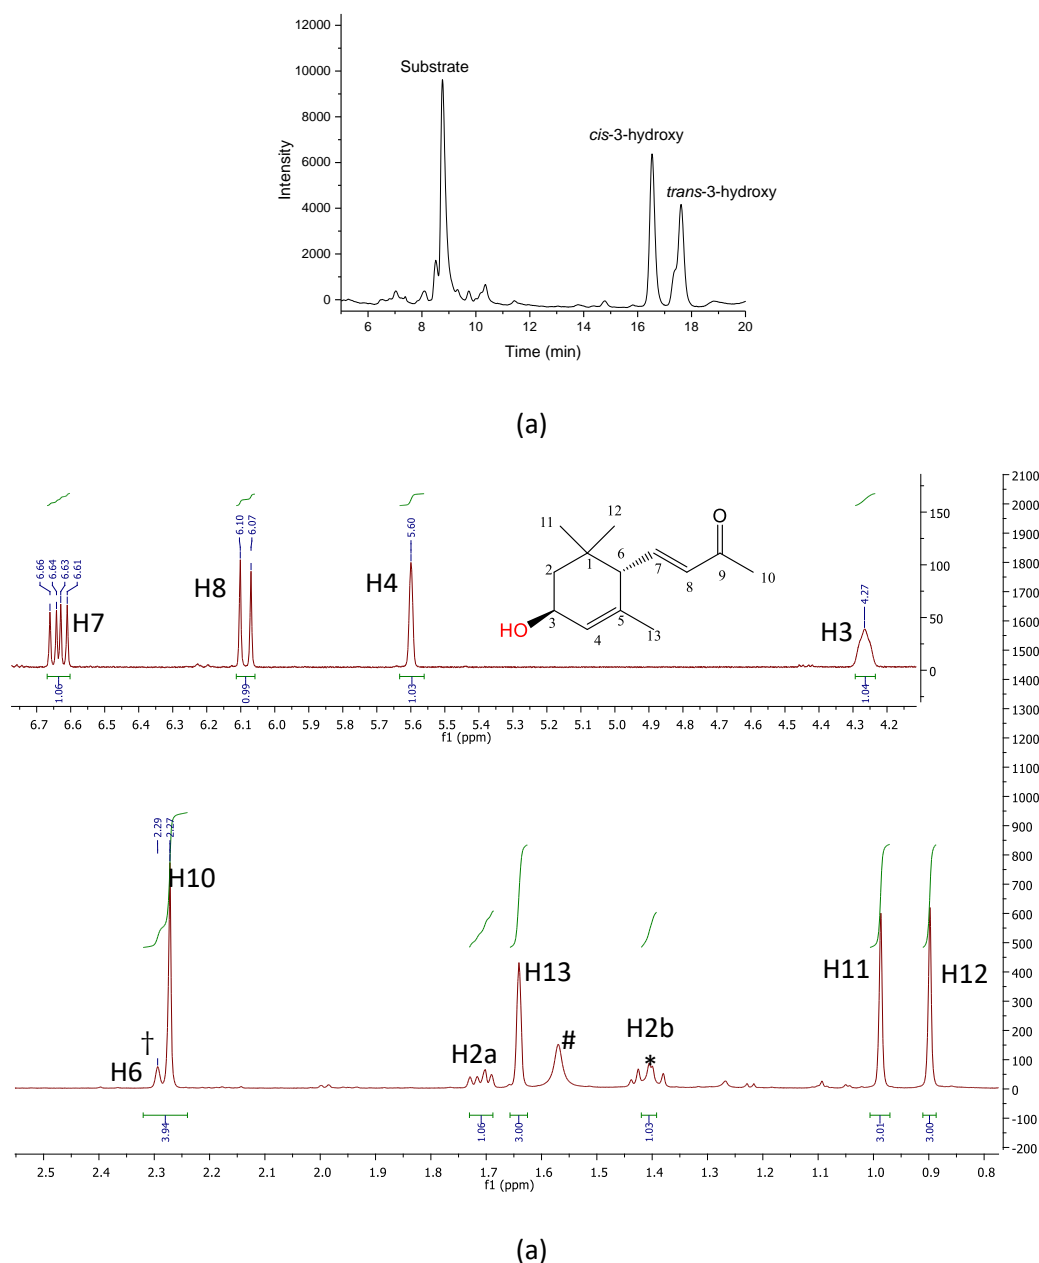 12000
10000
8000
6000
4000
2000
0
Intensity
Substrate
cis-3-hydroxy
trans-3-hydroxy
6 8 10 12 14 16 18 20
Time (min)
(a)
6.66 6.64 6.63 6.61
6.10 6.07
5.60
4.27
H7
H8
H4
H3
11 12 O
2 1 6 7 8 9 10
HO 3 4 5 13
150
100
50
0
1.06 0.99 1.03 1.04
6.7 6.6 6.5 6.4 6.3 6.2 6.1 6.0 5.9 5.8 5.7 5.6 5.5 5.4 5.3 5.2 5.1 5.0 4.9 4.8 4.7 4.6 4.5 4.4 4.3 4.2
f1 (ppm)
2100
2000
1900
1800
1700
1600
1500
1400
1300
1200
1100
1000
900
800
700
600
500
400
300
200
100
0
-100
-200
2.29 2.27
H10
†
H6
H2a
H13
#
H2b
*
H11
H12
3.94 1.06 3.00 1.03 3.01 3.00
2.5 2.4 2.3 2.2 2.1 2.0 1.9 1.8 1.7 1.6 1.5 1.4 1.3 1.2 1.1 1.0 0.9 0.8
f1 (ppm)
(a)